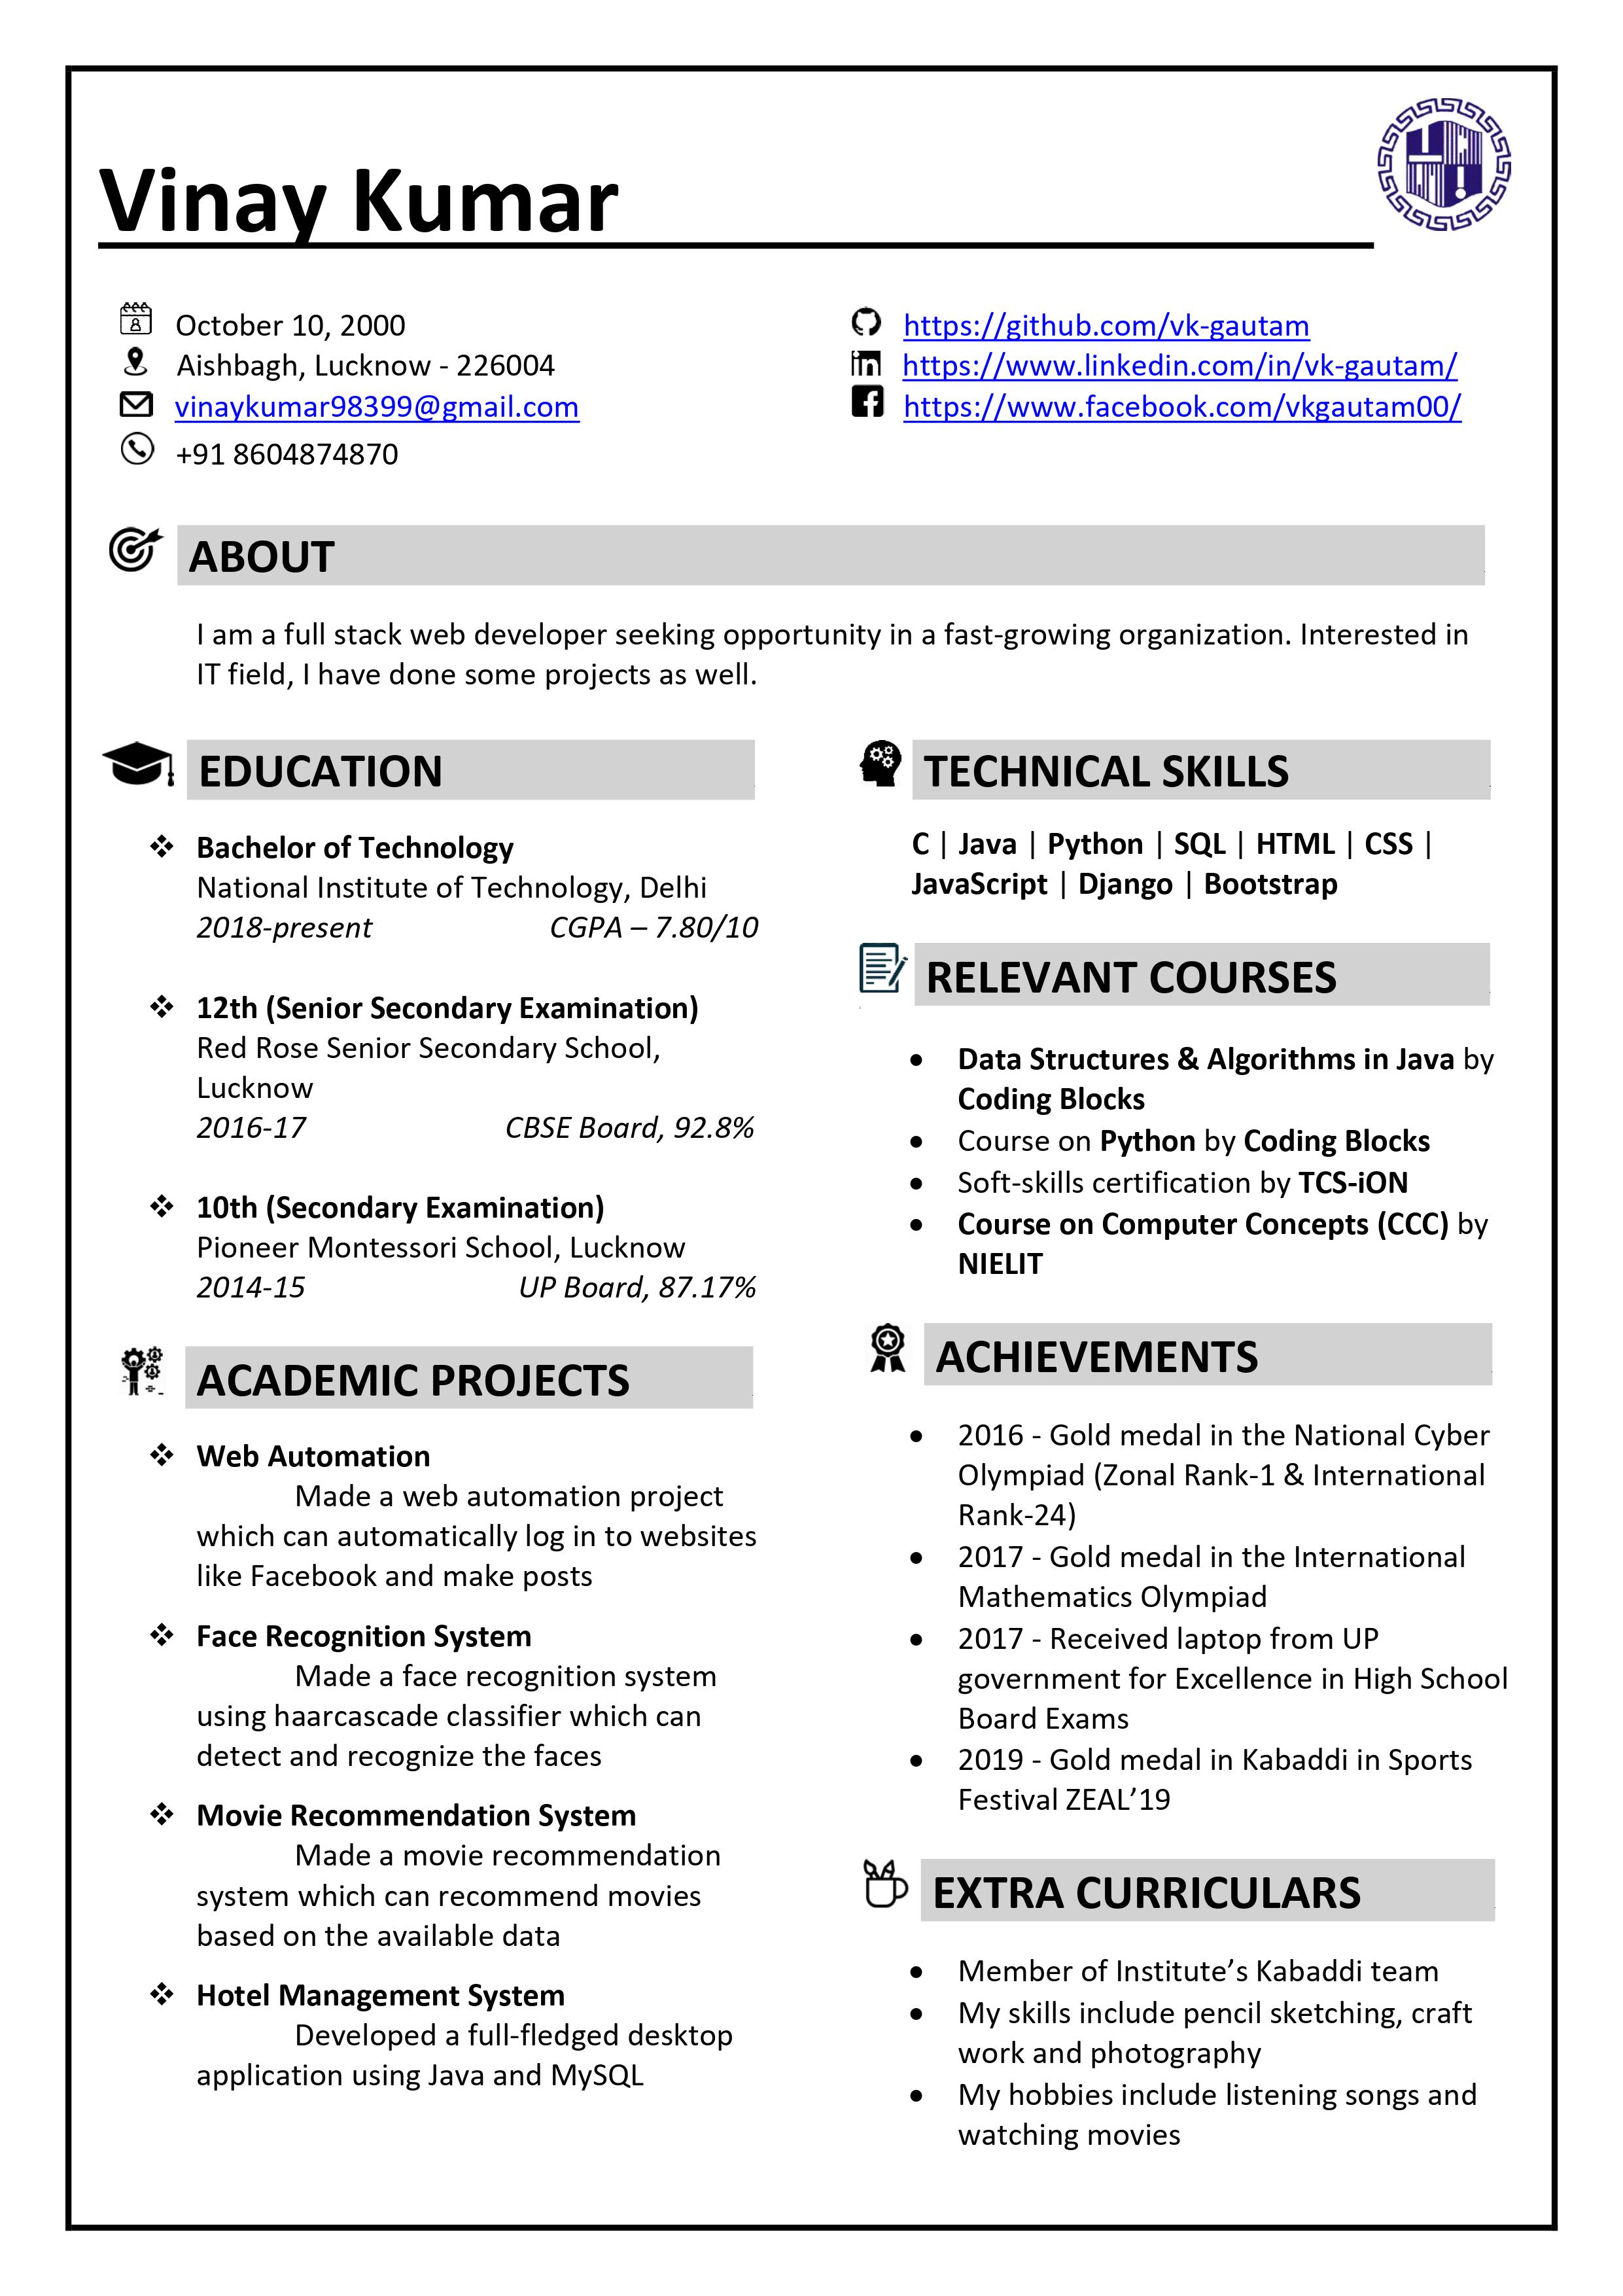 Vinay Kumar
October 10, 2000
Aishbagh, Lucknow - 226004
vinaykumar98399@gmail.com
+91 8604874870
https://github.com/vk-gautam
https://www.linkedin.com/in/vk-gautam/
https://www.facebook.com/vkgautam00/
ABOUT
I am a full stack web developer seeking opportunity in a fast-growing organization. Interested in
IT field, I have done some projects as well.
EDUCATION
❖ Bachelor of Technology
National Institute of Technology, Delhi
2018-present CGPA – 7.80/10
❖ 12th (Senior Secondary Examination)
Red Rose Senior Secondary School,
Lucknow
2016-17 CBSE Board, 92.8%
❖ 10th (Secondary Examination)
Pioneer Montessori School, Lucknow
2014-15 UP Board, 87.17%
ACADEMIC PROJECTS
❖ Web Automation
Made a web automation project
which can automatically log in to websites
like Facebook and make posts
❖ Face Recognition System
Made a face recognition system
using haarcascade classifier which can
detect and recognize the faces
❖ Movie Recommendation System
Made a movie recommendation
system which can recommend movies
based on the available data
❖ Hotel Management System
Developed a full-fledged desktop
application using Java and MySQL
TECHNICAL SKILLS
C | Java | Python | SQL | HTML | CSS |
JavaScript | Django | Bootstrap
RELEVANT COURSES
• Data Structures & Algorithms in Java by
Coding Blocks
• Course on Python by Coding Blocks
• Soft-skills certification by TCS-iON
• Course on Computer Concepts (CCC) by
NIELIT
ACHIEVEMENTS
• 2016 - Gold medal in the National Cyber
Olympiad (Zonal Rank-1 & International
Rank-24)
• 2017 - Gold medal in the International
Mathematics Olympiad
• 2017 - Received laptop from UP
government for Excellence in High School
Board Exams
• 2019 - Gold medal in Kabaddi in Sports
Festival ZEAL’19
EXTRA CURRICULARS
• Member of Institute’s Kabaddi team
• My skills include pencil sketching, craft
work and photography
• My hobbies include listening songs and
watching movies